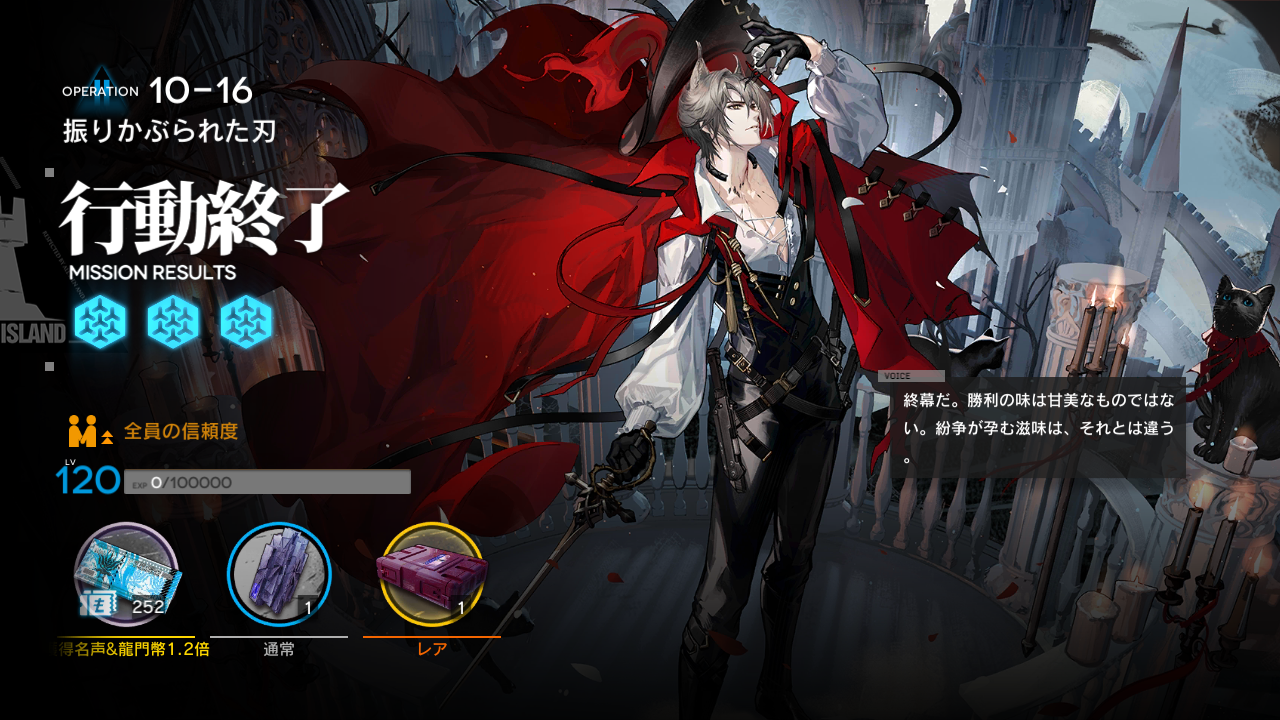 OPERATION 10-16
振りかぶられた刃
行動終了
MISSION RESULTS
ISLAND
全員の信頼度
LV
120
EXP 0/100000
VOICE
終幕だ。勝利の味は甘美なものではな
い。紛争が孕む滋味は、それとは違う
。
252
1
1
得名声&龍門幣1.2倍
通常
レア